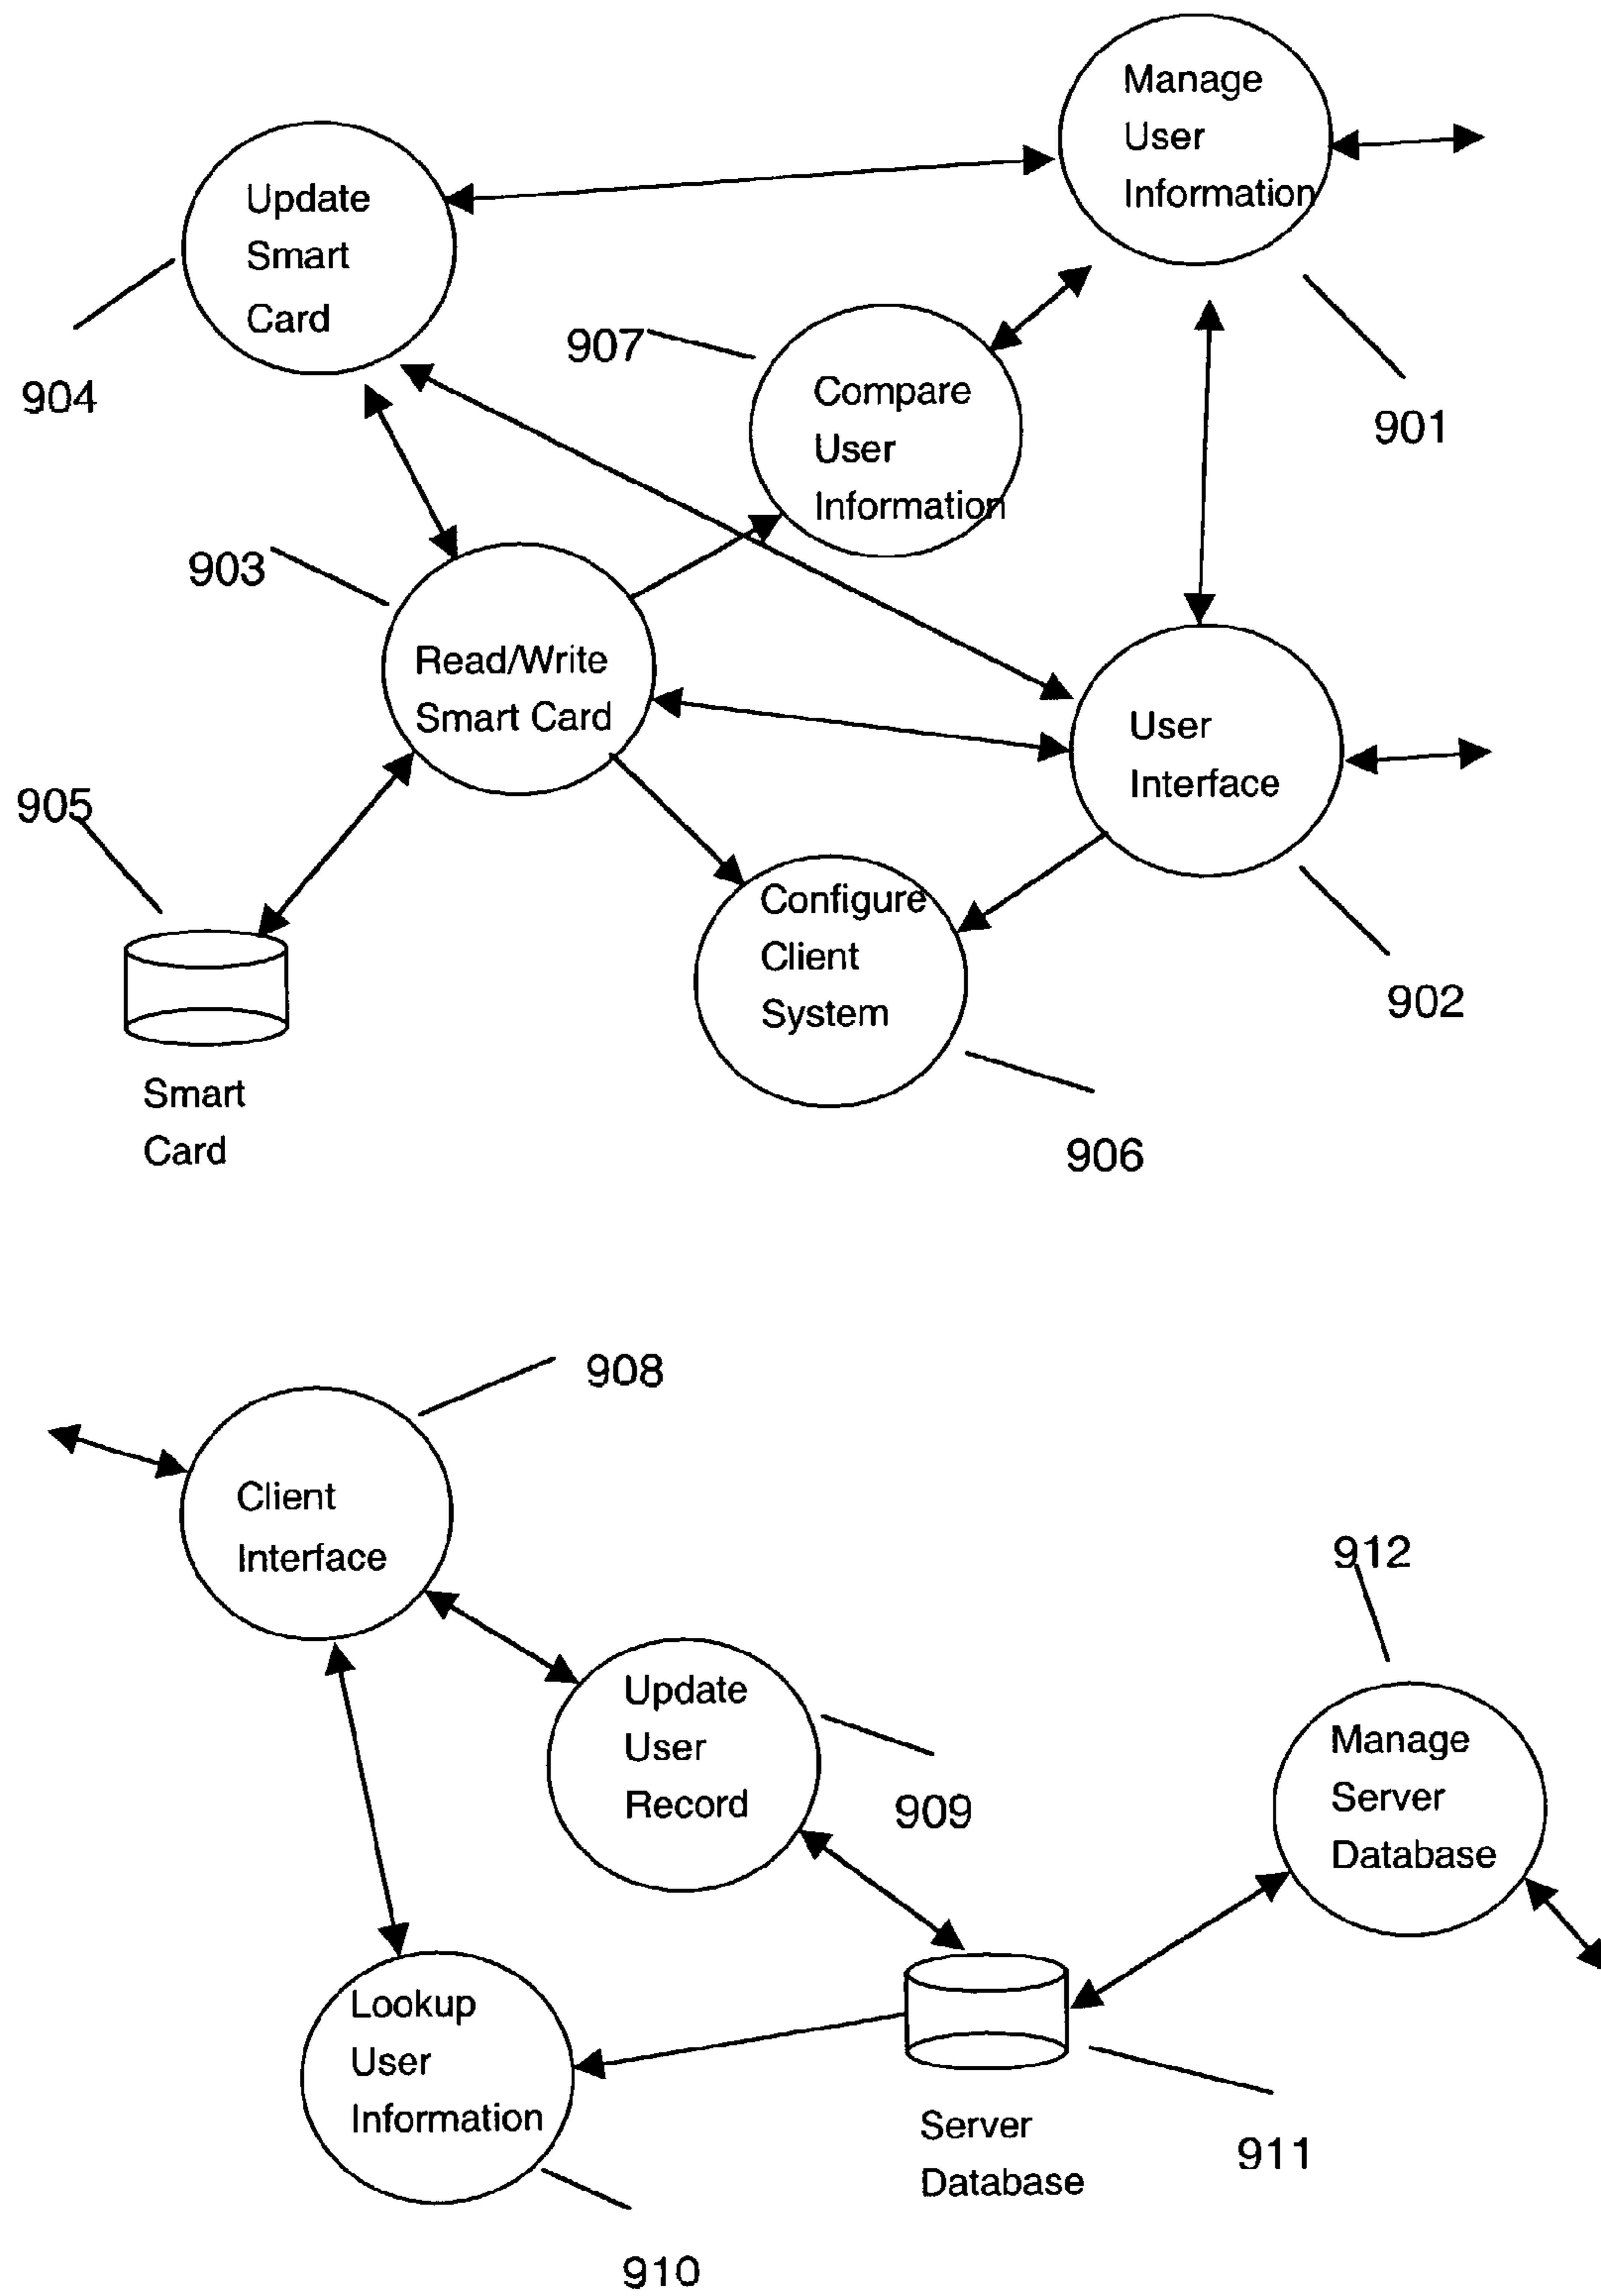 Manage
User
Information
Update
Smart
Card
904
907
Compare
User
Information
901
903
Read/Write
Smart Card
User
Interface
905
Configure
Client
System
902
Smart
Card
906
908
Client
Interface
912
Update
User
Record
909
Manage
Server
Database
Lookup
User
Information
Server
Database
911
910